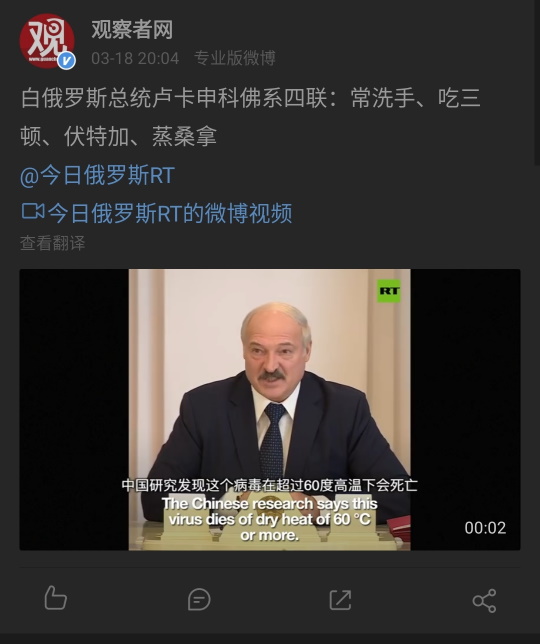 观
观察者网
03-18 20:04 专业版微博
白俄罗斯总统卢卡申科佛系四联：常洗手、吃三
顿、伏特加、蒸桑拿
@今日俄罗斯RT
今日俄罗斯RT的微博视频
查看翻译
RT
中国研究发现这个病毒在超过60度高温下会死亡
The Chinese research says this
virus dies of dry heat of 60 °C
or more.
00:02